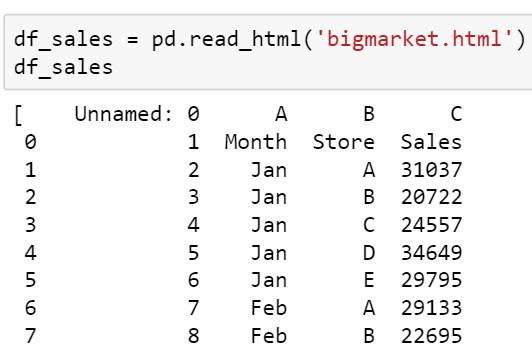 df_sales = pd.read_html('bigmarket.html')
df_sales
[    Unnamed: 0      A      B      C
0             1  Month  Store  Sales
1             2    Jan      A  31037
2             3    Jan      B  20722
3             4    Jan      C  24557
4             5    Jan      D  34649
5             6    Jan      E  29795
6             7    Feb      A  29133
7             8    Feb      B  22695